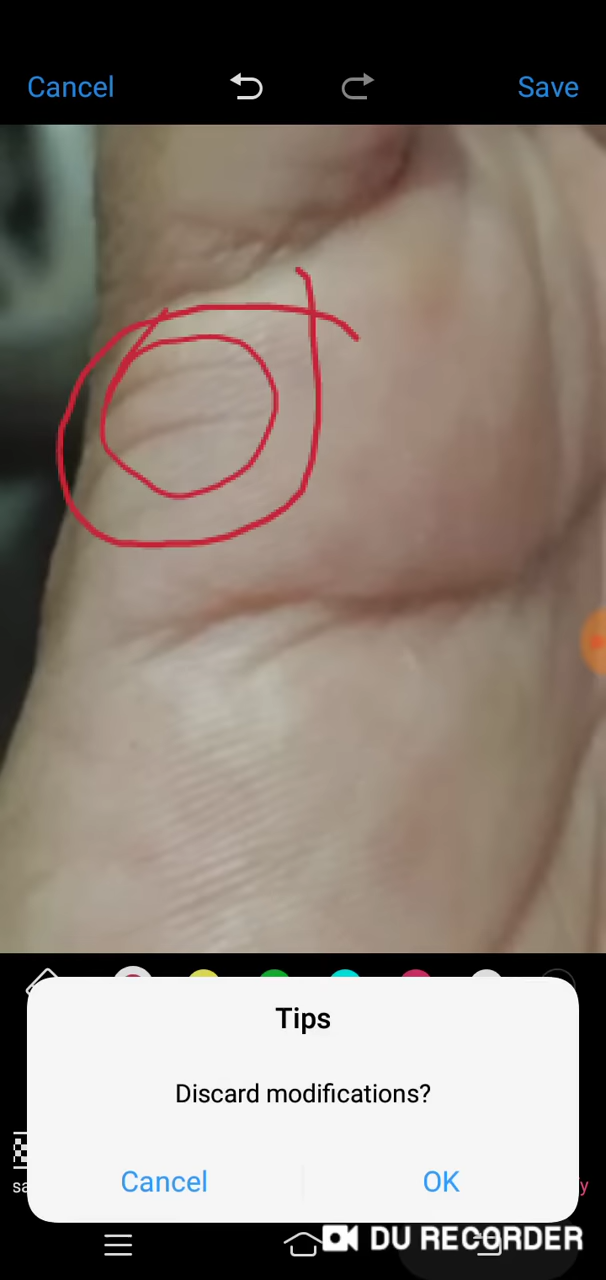 Cancel
Save
Tips
Discard modifications?
Cancel
OK
DU RECORDER